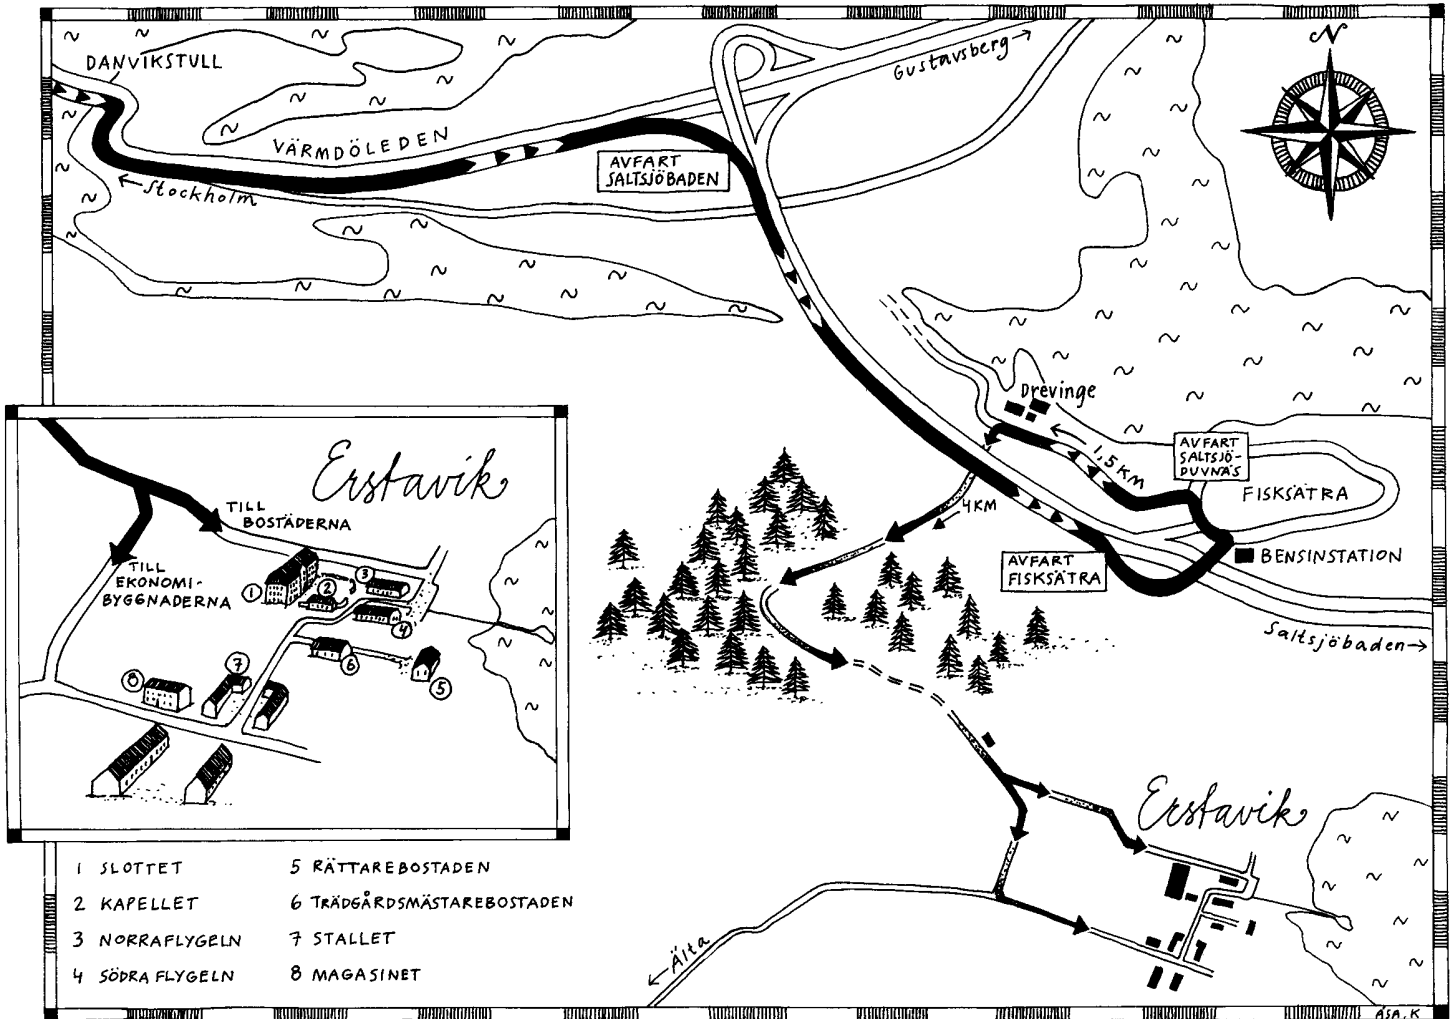 N
DANVIKSTULL
Gustavsberg
VÄRMDÖLEDEN
AVFART
SALTSJÖBADEN
Stockholm
Drevinge
1,5 KM
AVFART
SALTSJÖ-
DUVNÄS
FISKSÄTRA
4 KM
AVFART
FISKSÄTRA
BENSINSTATION
Saltsjöbaden
Erstavik
TILL
BOSTÄDERNA
TILL
EKONOMI-
BYGGNADERNA
1
2
3
4
5
6
7
8
Erstavik
Älta
1 SLOTTET
2 KAPELLET
3 NORRAFLYGELN
4 SÖDRA FLYGELN
5 RÄTTAREBOSTADEN
6 TRÄDGÅRDSMÄSTAREBOSTADEN
7 STALLET
8 MAGASINET
ÅSA.K